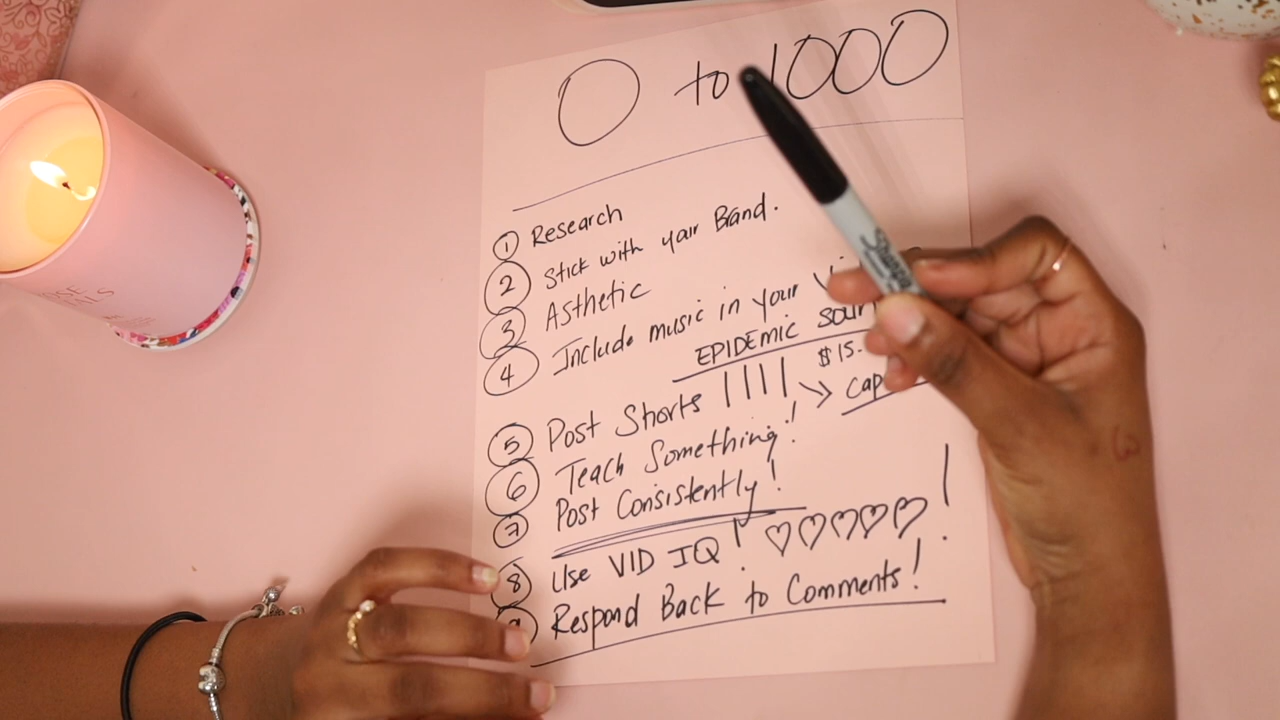 0 to 1000
1 Research
2 Stick with your Brand.
3 Asthetic
4 Include music in your
EPIDEMIC
$15.
5 Post Shorts
6 Teach Something!
7 Post Consistently!
8 Use VID IQ!
Respond Back to Comments!
Sharpie